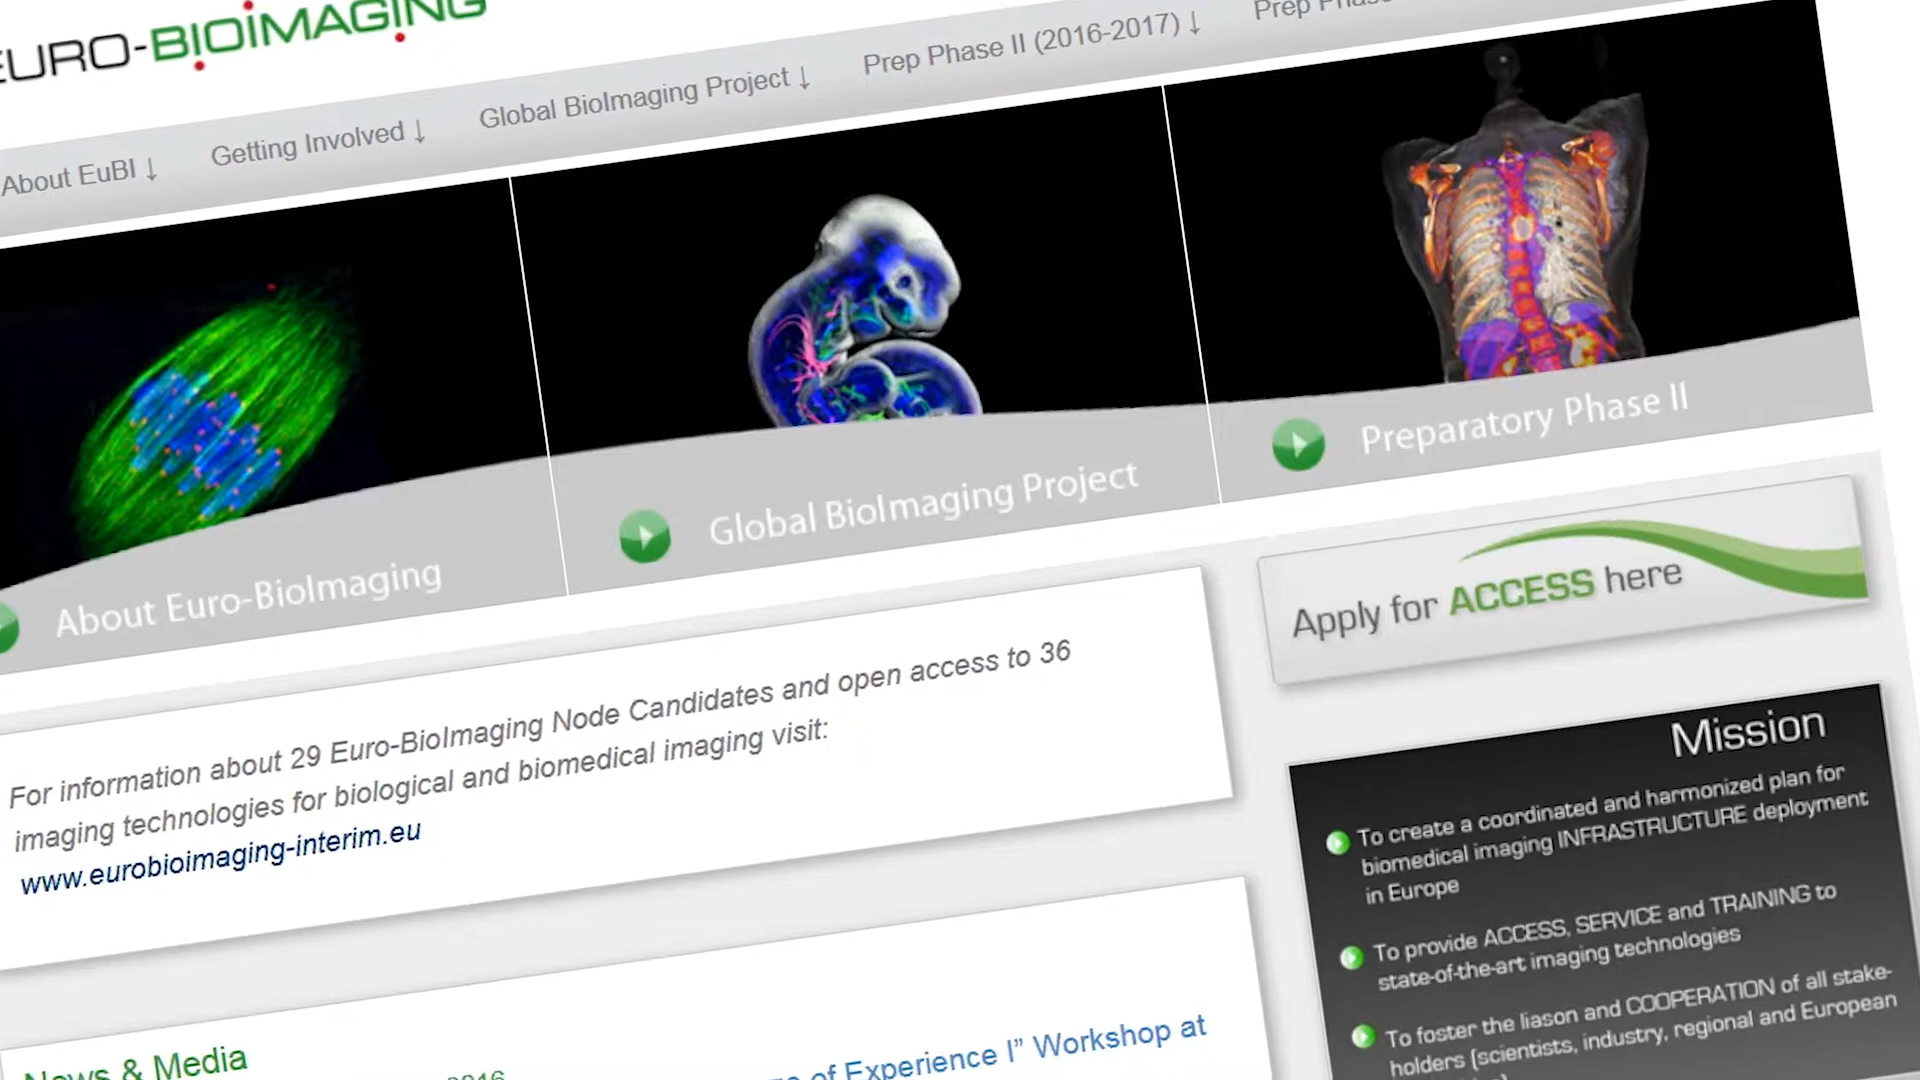 EURO-BIOIMAGING
About EuBI ↓
Getting Involved ↓
Global BioImaging Project ↓
Prep Phase II (2016-2017) ↓
Prep Phase
About Euro-BioImaging
Global BioImaging Project
Preparatory Phase II
For information about 29 Euro-BioImaging Node Candidates and open access to 36
imaging technologies for biological and biomedical imaging visit:
www.eurobioimaging-interim.eu
Apply for ACCESS here
Mission
To create a coordinated and harmonized plan for
biomedical imaging INFRASTRUCTURE deployment
in Europe
To provide ACCESS, SERVICE and TRAINING to
state-of-the-art imaging technologies
To foster the liason and COOPERATION of all stake-
holders (scientists, industry, regional and European
News & Media
2016
of Experience I” Workshop at